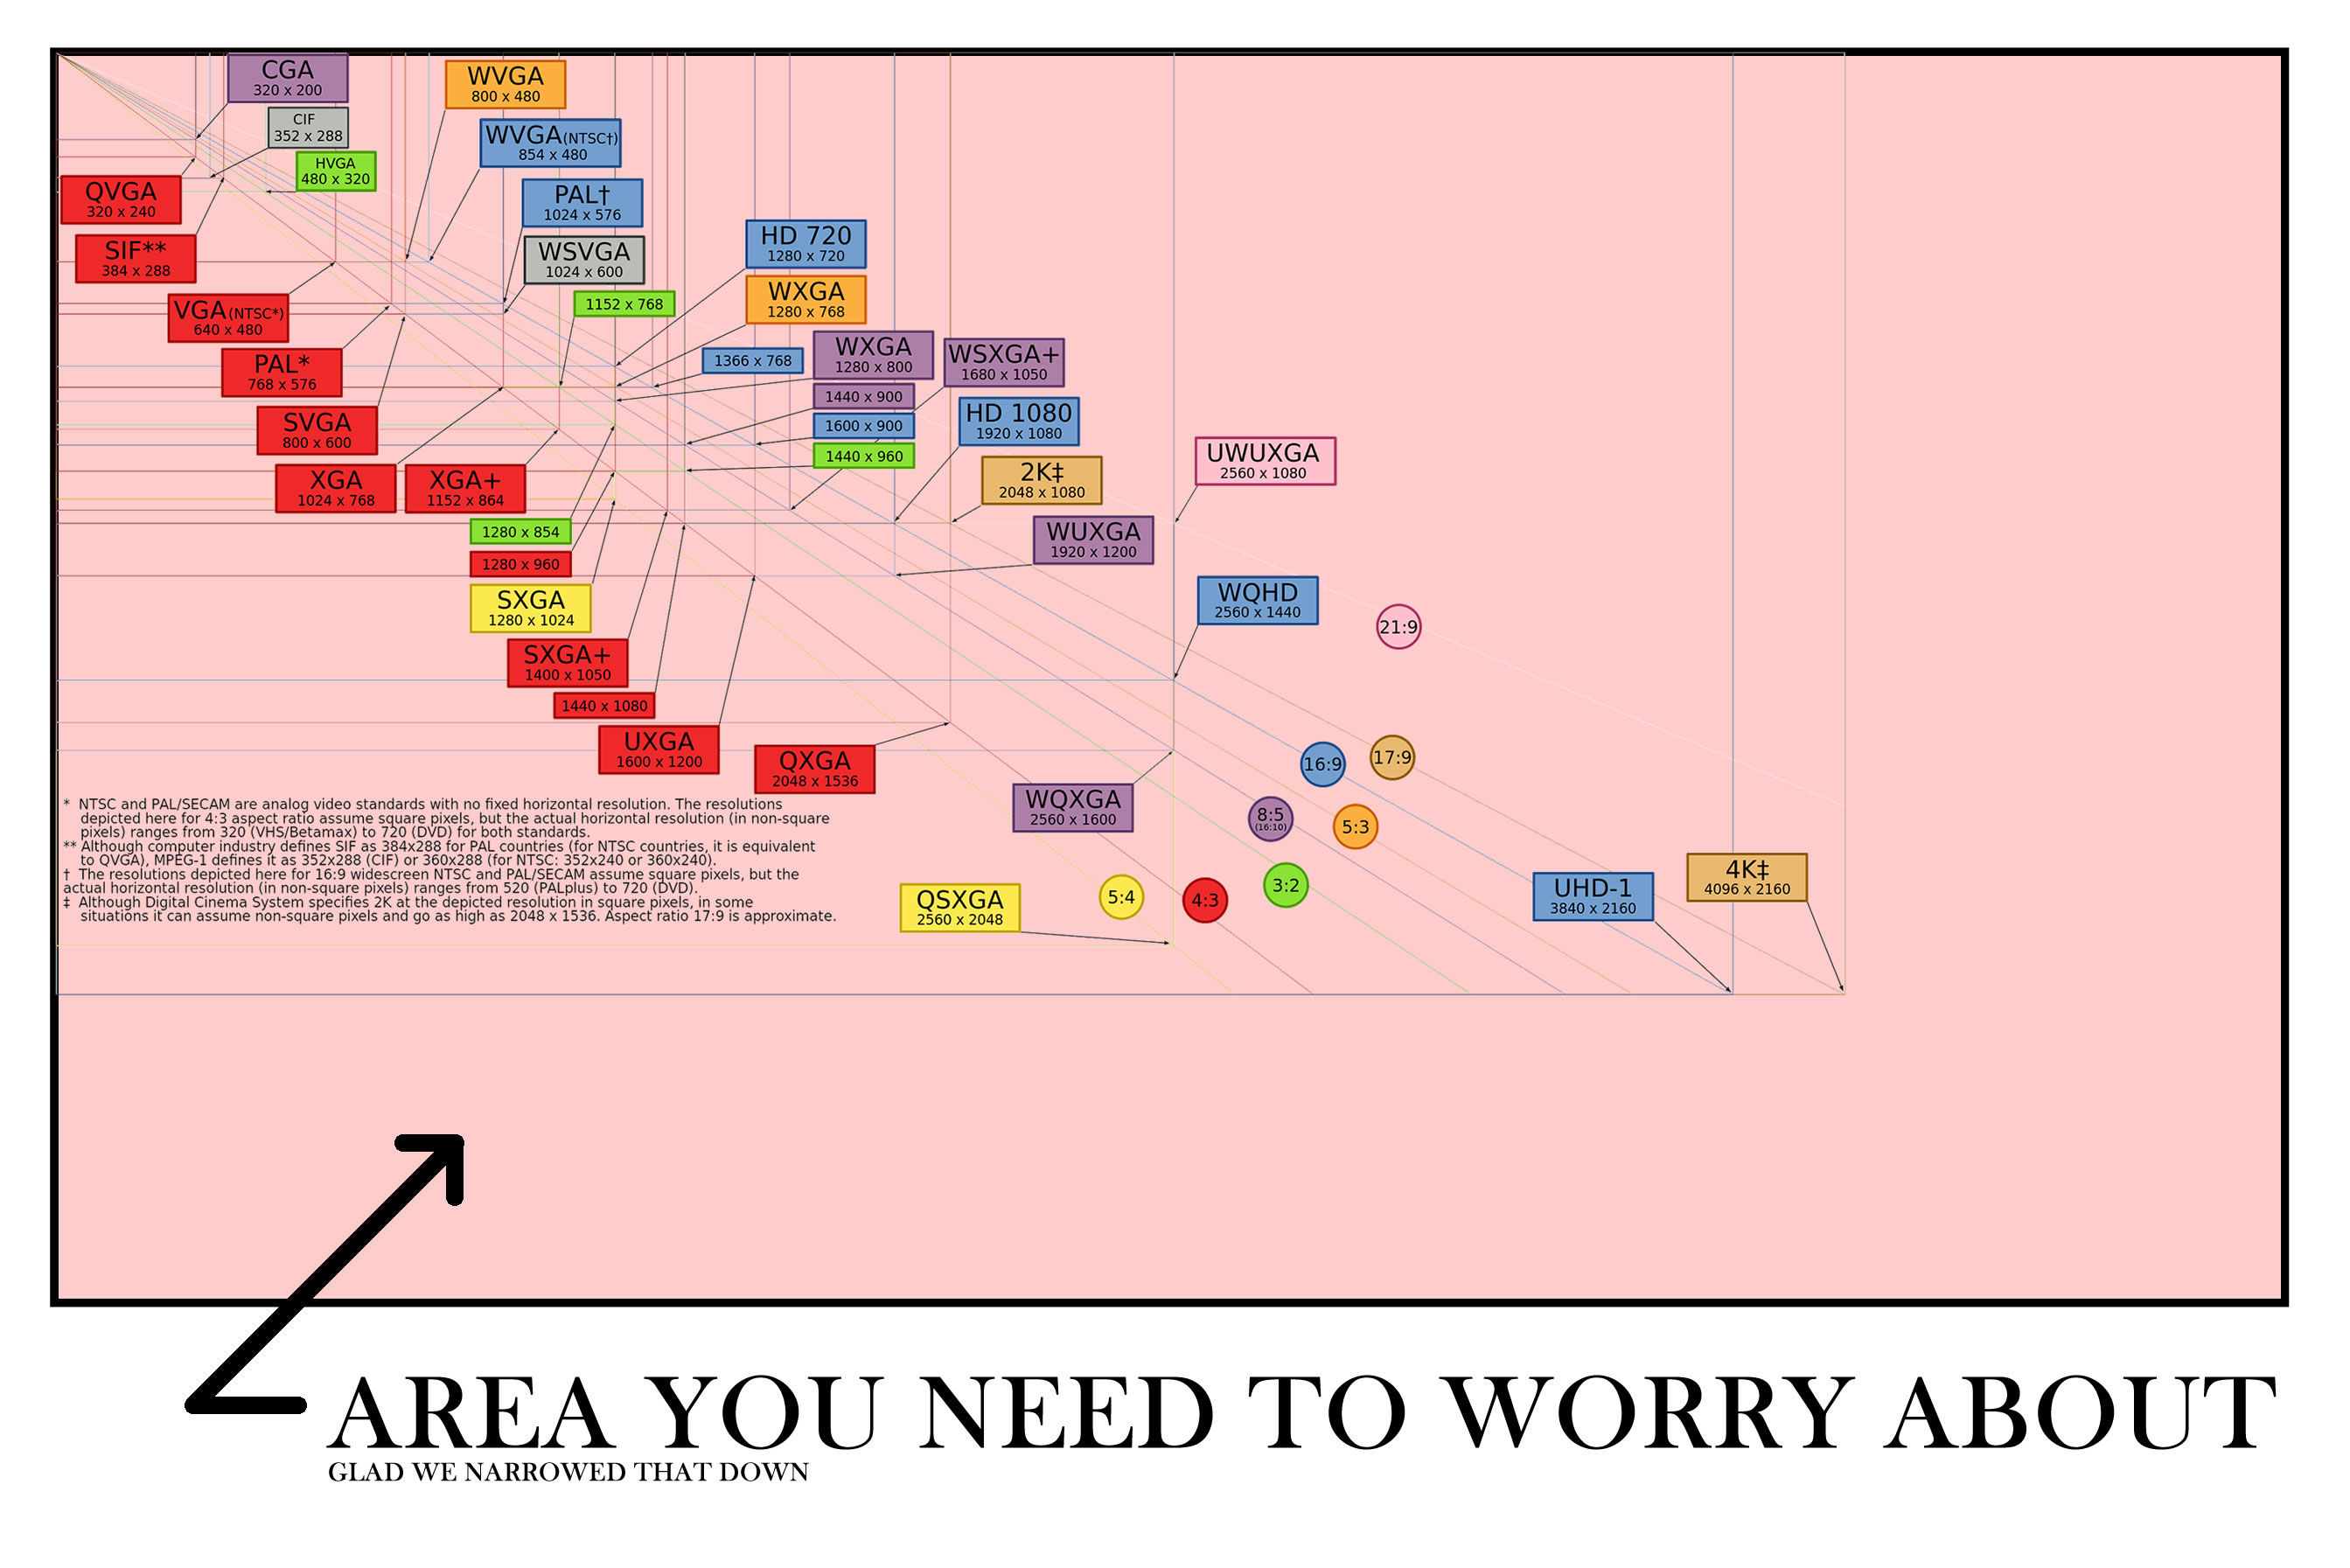 CGA
320 x 200
CIF
352 x 288
HVGA
480 x 320
QVGA
320 x 240
SIF**
384 x 288
VGA(NTSC*)
640 x 480
PAL*
768 x 576
SVGA
800 x 600
XGA
1024 x 768
XGA+
1152 x 864
1280 x 854
1280 x 960
SXGA
1280 x 1024
SXGA+
1400 x 1050
1440 x 1080
UXGA
1600 x 1200
QXGA
2048 x 1536
WVGA
800 x 480
WVGA(NTSC†)
854 x 480
PAL†
1024 x 576
WSVGA
1024 x 600
1152 x 768
HD 720
1280 x 720
WXGA
1280 x 768
1366 x 768
WXGA
1280 x 800
1440 x 900
1600 x 900
1440 x 960
WSXGA+
1680 x 1050
HD 1080
1920 x 1080
2K‡
2048 x 1080
WUXGA
1920 x 1200
UWUXGA
2560 x 1080
WQHD
2560 x 1440
21:9
17:9
16:9
8:5
(16:10)
5:3
3:2
4:3
5:4
WQXGA
2560 x 1600
QSXGA
2560 x 2048
UHD-1
3840 x 2160
4K‡
4096 x 2160
* NTSC and PAL/SECAM are analog video standards with no fixed horizontal resolution. The resolutions
depicted here for 4:3 aspect ratio assume square pixels, but the actual horizontal resolution (in non-square
pixels) ranges from 320 (VHS/Betamax) to 720 (DVD) for both standards.
** Although computer industry defines SIF as 384x288 for PAL countries (for NTSC countries, it is equivalent
to QVGA), MPEG-1 defines it as 352x288 (CIF) or 360x288 (for NTSC: 352x240 or 360x240).
† The resolutions depicted here for 16:9 widescreen NTSC and PAL/SECAM assume square pixels, but the
actual horizontal resolution (in non-square pixels) ranges from 520 (PALplus) to 720 (DVD).
‡ Although Digital Cinema System specifies 2K at the depicted resolution in square pixels, in some
situations it can assume non-square pixels and go as high as 2048 x 1536. Aspect ratio 17:9 is approximate.
AREA YOU NEED TO WORRY ABOUT
GLAD WE NARROWED THAT DOWN